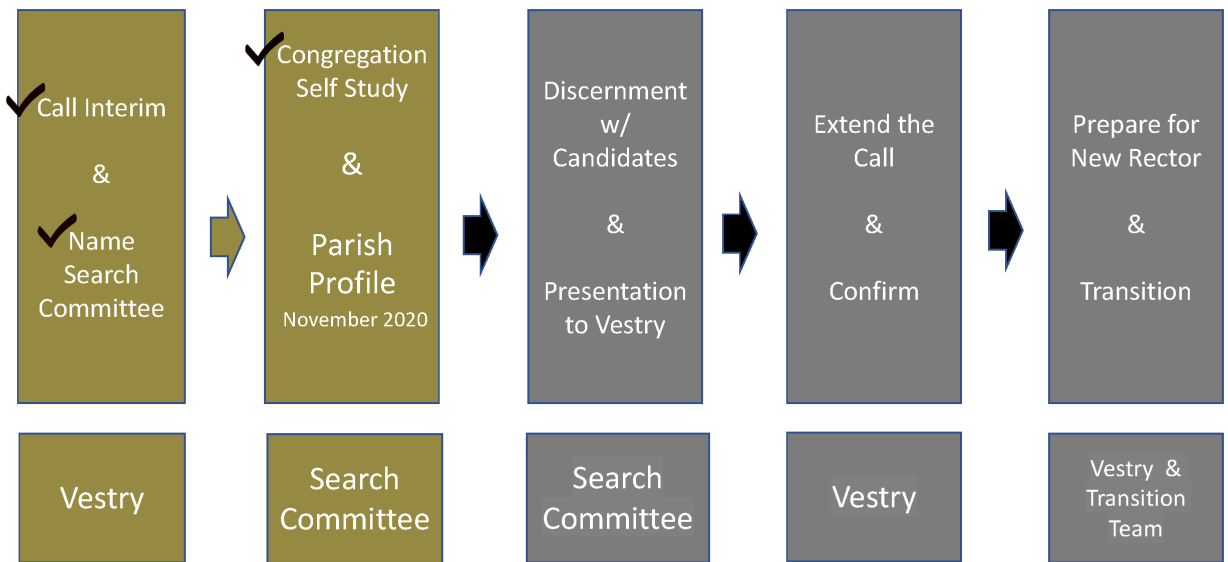 Call Interim
&
Name
Search
Committee
Congregation
Self Study
&
Parish
Profile
November 2020
Discernment
w/
Candidates
&
Presentation
to Vestry
Extend the
Call
&
Confirm
Prepare for
New Rector
&
Transition
Vestry
Search
Committee
Search
Committee
Vestry
Vestry &
Transition
Team